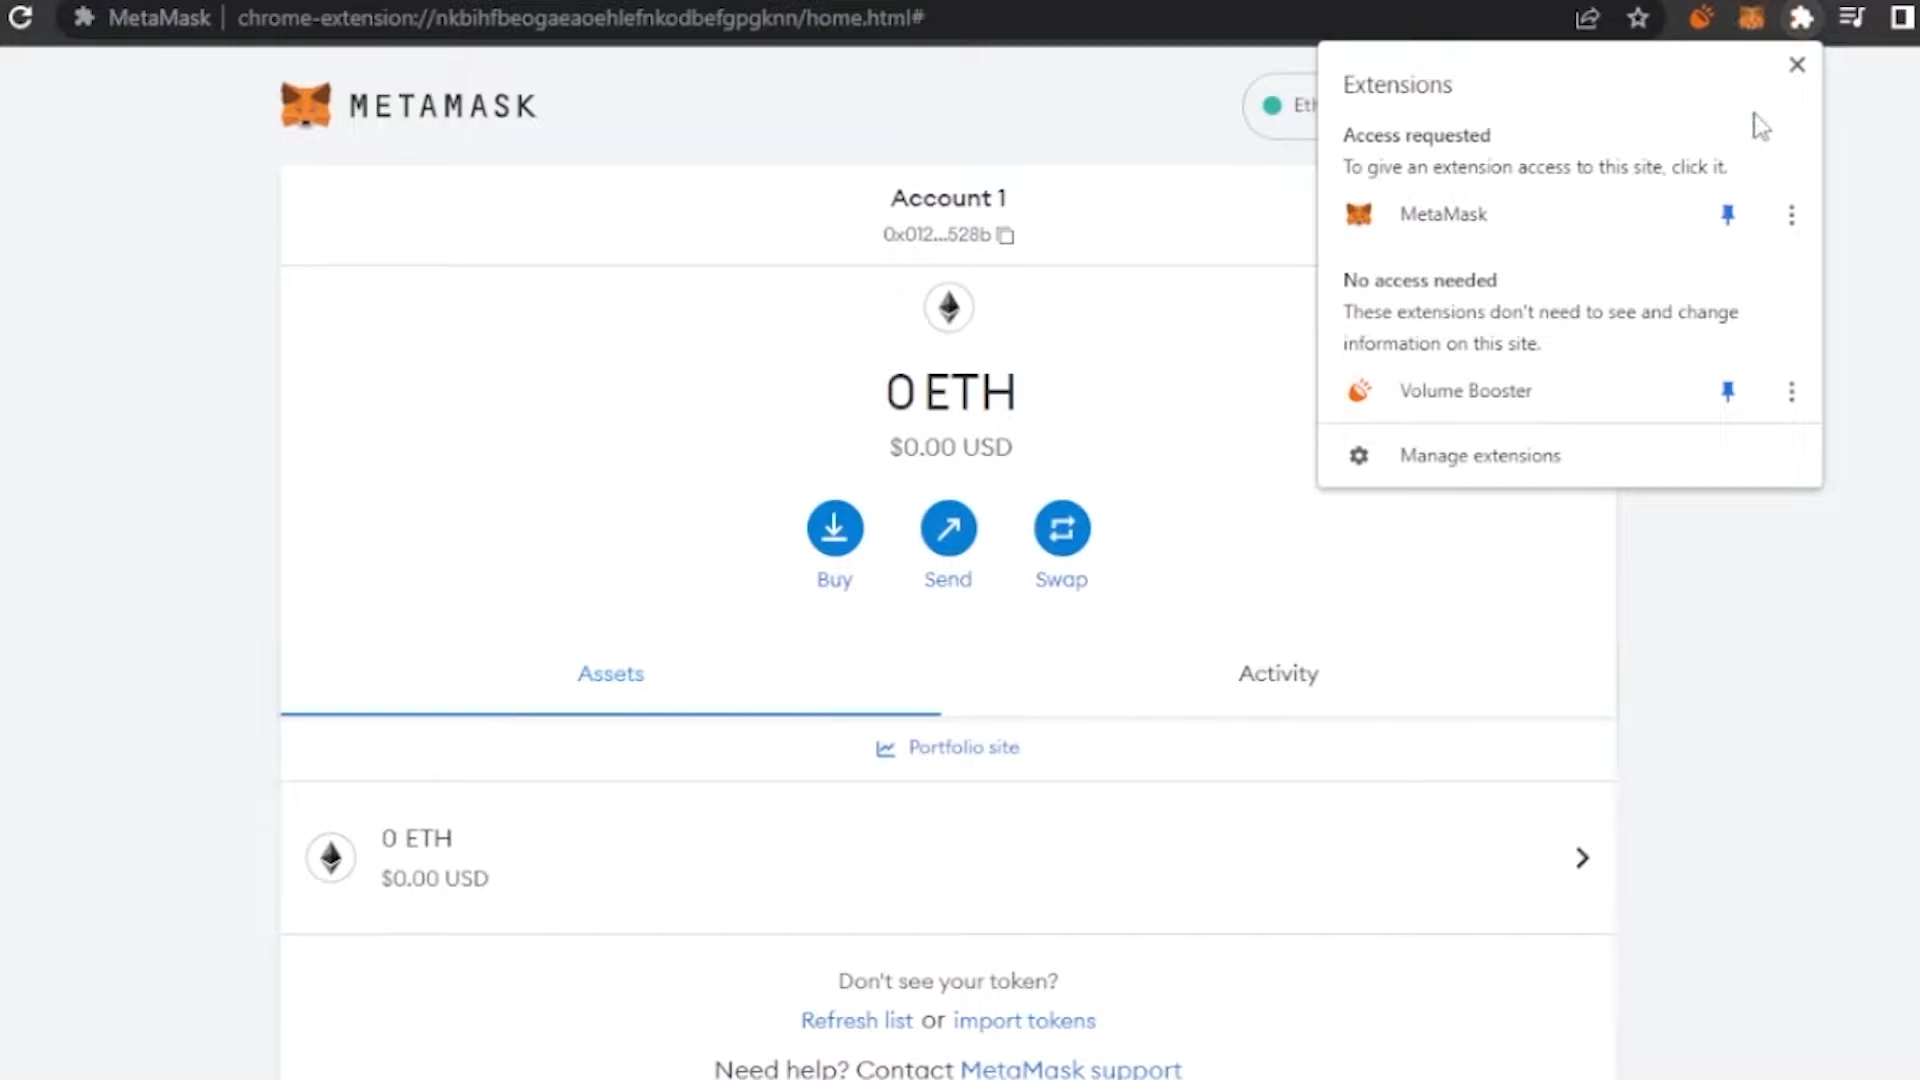 MetaMask | chrome-extension://nkbihfbeogaeaoehlefnkodbefgpgknn/home.html#
METAMASK
Eth
Account 1
0x012...528b
0 ETH
$0.00 USD
Buy
Send
Swap
Assets
Activity
Portfolio site
0 ETH
$0.00 USD
Don't see your token?
Refresh list or import tokens
Need help? Contact MetaMask support
Extensions
Access requested
To give an extension access to this site, click it.
MetaMask
No access needed
These extensions don't need to see and change
information on this site.
Volume Booster
Manage extensions